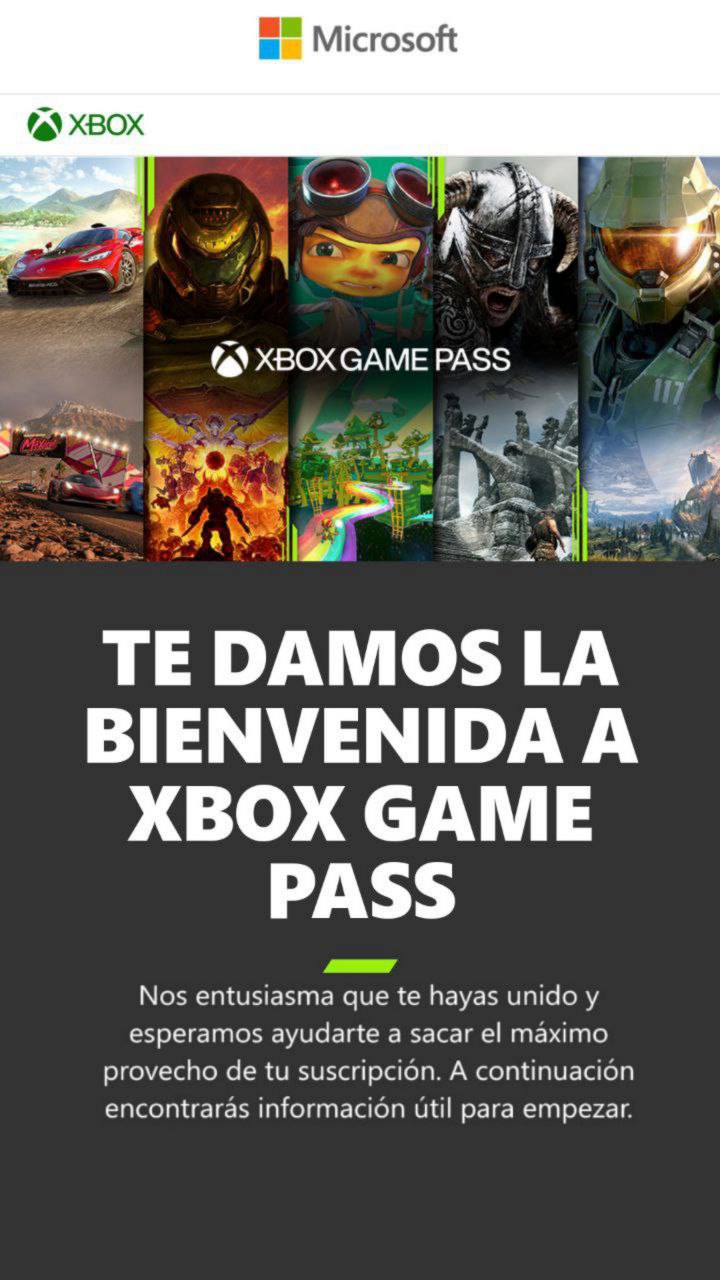 Microsoft
XBOX
XBOX GAME PASS
117
TE DAMOS LA
BIENVENIDA A
XBOX GAME
PASS
Nos entusiasma que te hayas unido y
esperamos ayudarte a sacar el máximo
provecho de tu suscripción. A continuación
encontrarás información útil para empezar.